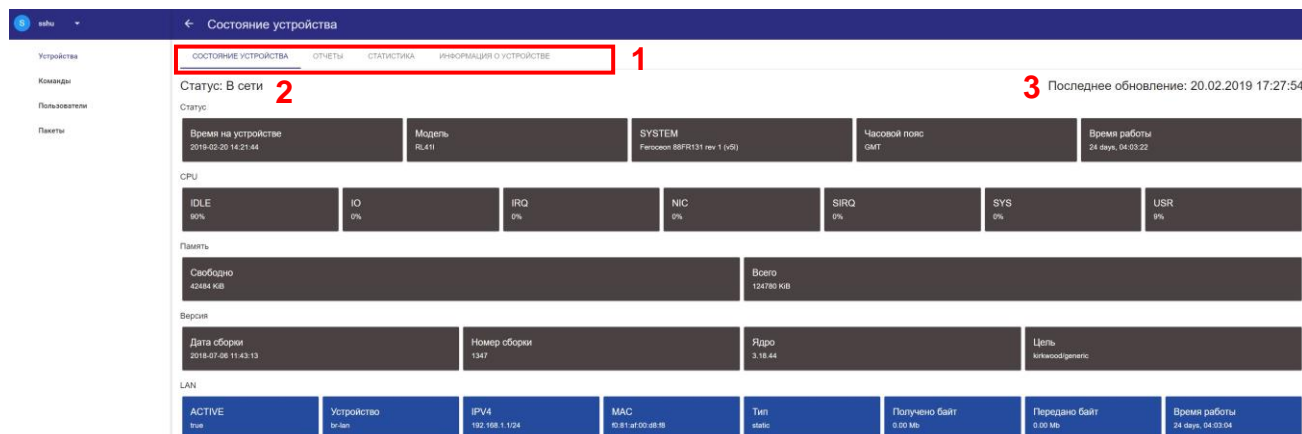 S eshu
← Состояние устройства
Устройства
Команды
Пользователи
Пакеты
СОСТОЯНИЕ УСТРОЙСТВА ОТЧЕТЫ СТАТИСТИКА ИНФОРМАЦИЯ О УСТРОЙСТВЕ 1
Статус: В сети 2
3 Последнее обновление: 20.02.2019 17:27:54
Статус
Время на устройстве Модель SYSTEM Часовой пояс Время работы
2019-02-20 14:21:44 RL41I Feroceon 88FR131 rev 1 (v5l) GMT 24 days, 04:03:22
CPU
IDLE IO IRQ NIC SIRQ SYS USR
90% 0% 0% 0% 0% 0% 9%
Память
Свободно Всего
42484 KiB 124780 KiB
Версия
Дата сборки Номер сборки Ядро Цель
2018-07-06 11:43:13 1347 3.18.44 kirkwood/generic
LAN
ACTIVE Устройство IPV4 MAC Тип Получено байт Передано байт Время работы
true br-lan 192.168.1.1/24 f0:81:af:00:d8:f6 static 0.00 Mb 0.00 Mb 24 days, 04:03:04